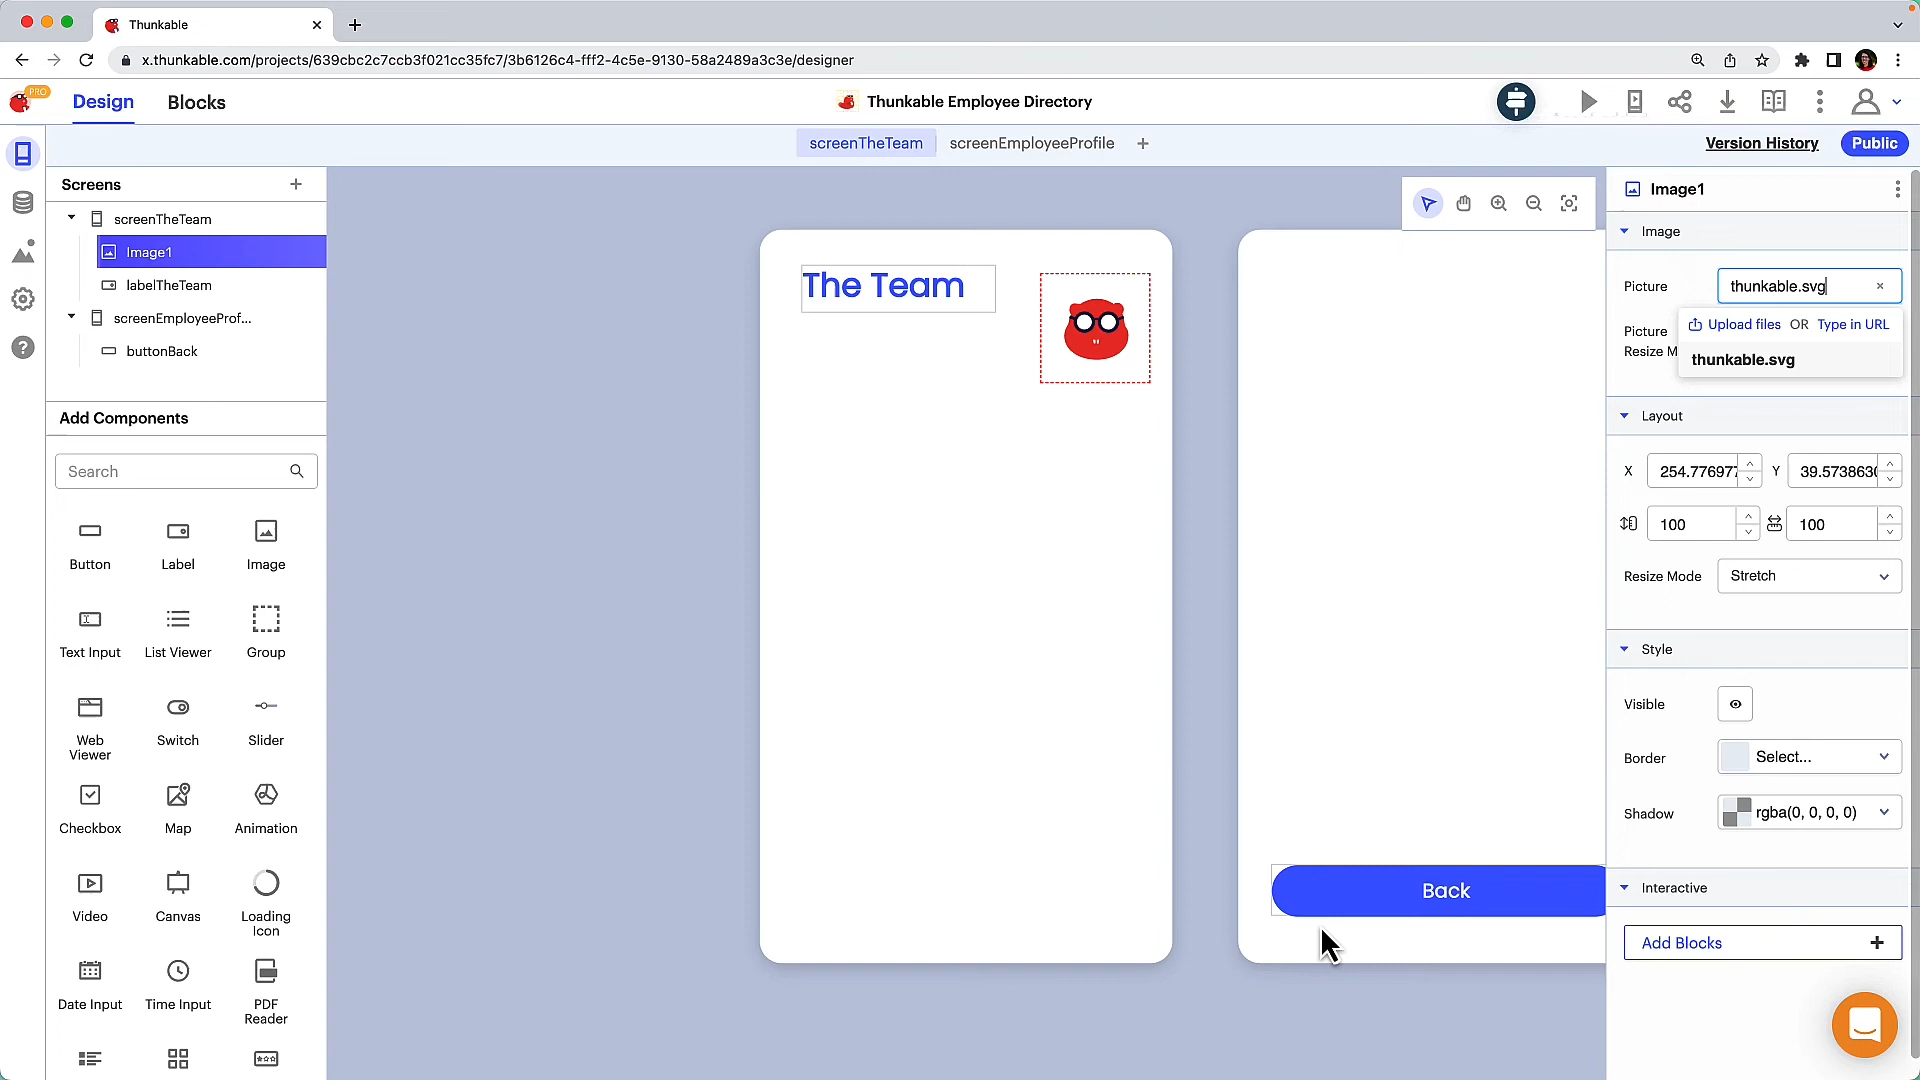 Thunkable
x.thunkable.com/projects/639cbc2c7ccb3f021cc35fc7/3b6126c4-fff2-4c5e-9130-58a2489a3c3e/designer
PRO
Design
Blocks
Thunkable Employee Directory
screenTheTeam
screenEmployeeProfile
Version History
Public
Screens
screenTheTeam
Image1
labelTheTeam
screenEmployeeProf...
buttonBack
Add Components
Search
Button
Label
Image
Text Input
List Viewer
Group
Web
Viewer
Switch
Slider
Checkbox
Map
Animation
Video
Canvas
Loading
Icon
Date Input
Time Input
PDF
Reader
The Team
Back
Image1
Image
Picture
thunkable.svg
Upload files OR Type in URL
Picture
Resize M
thunkable.svg
Layout
X
254.77697
Y
39.573863
100
100
Resize Mode
Stretch
Style
Visible
Border
Select...
Shadow
rgba(0, 0, 0, 0)
Interactive
Add Blocks